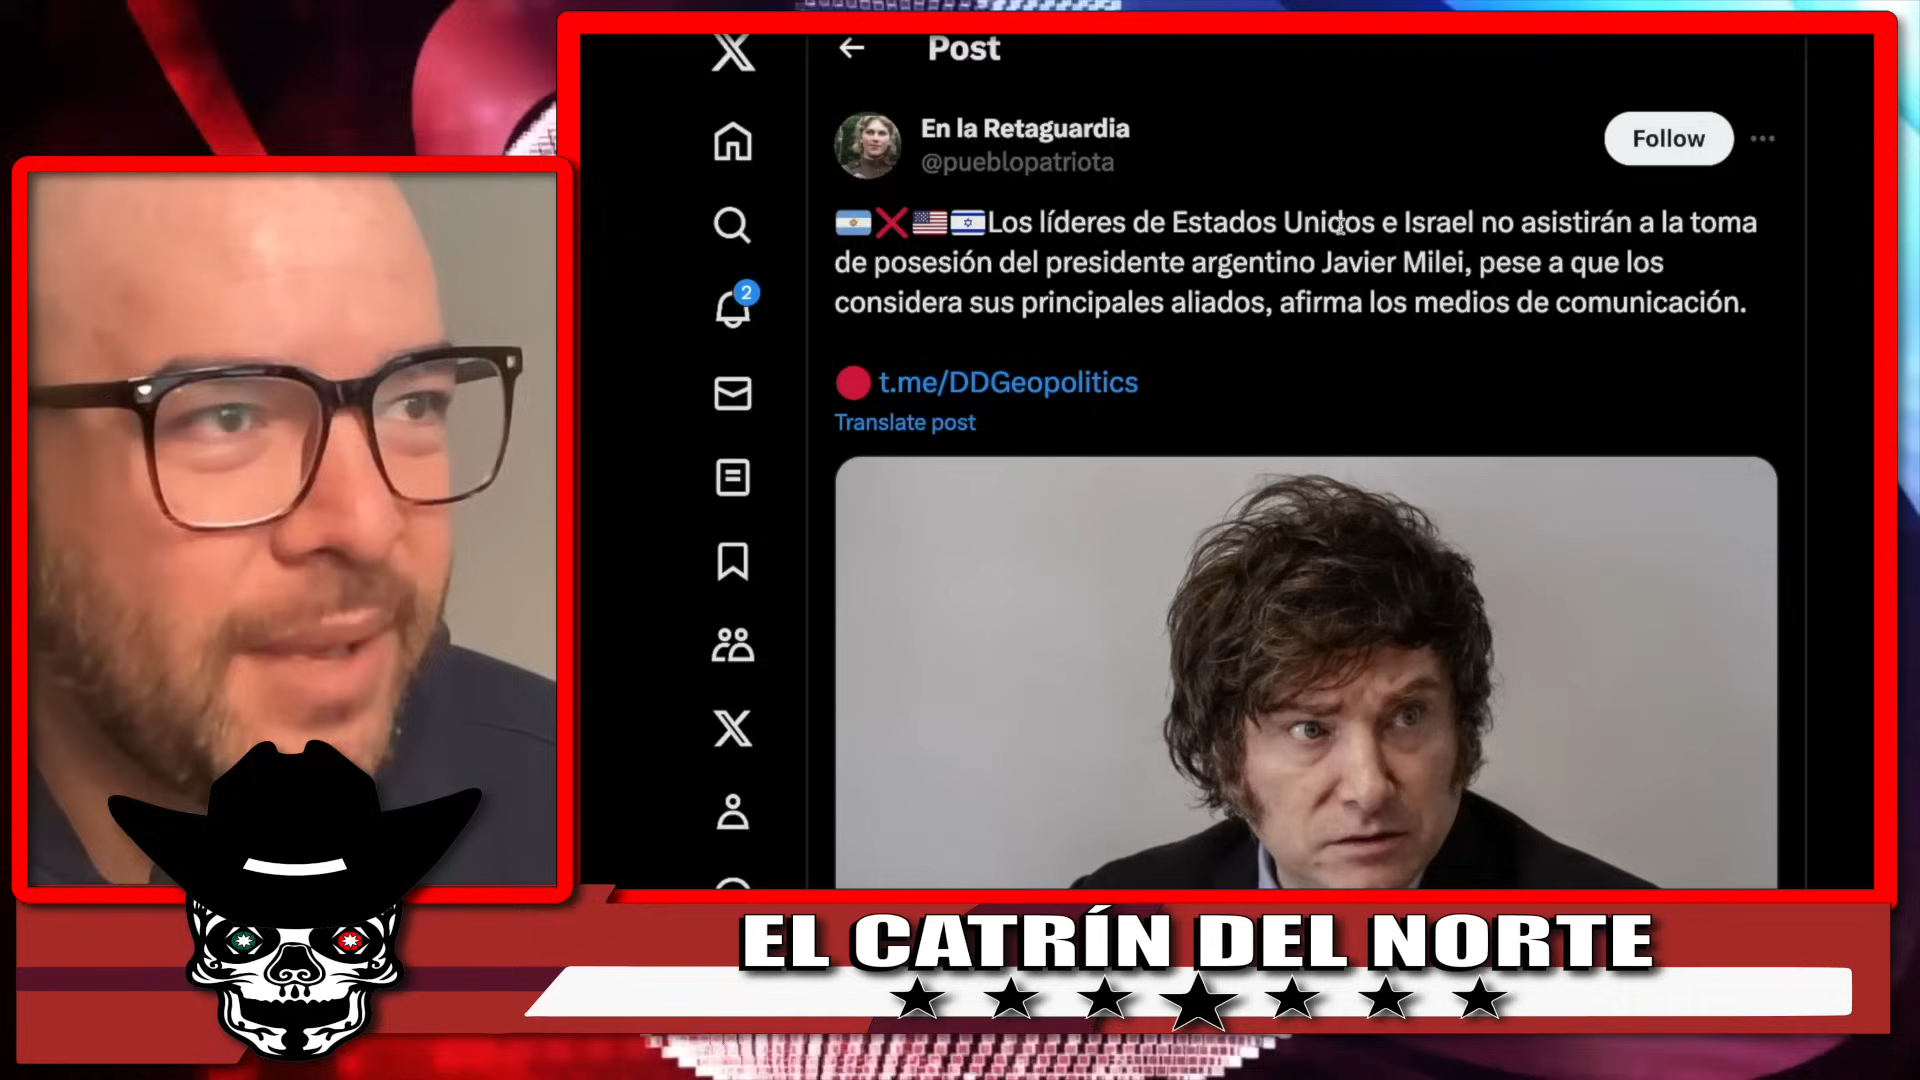 Post
En la Retaguardia
@pueblopatriota
Follow
Los líderes de Estados Unidos e Israel no asistirán a la toma
de posesión del presidente argentino Javier Milei, pese a que los
considera sus principales aliados, afirma los medios de comunicación.
t.me/DDGeopolitics
Translate post
2
EL CATRÍN DEL NORTE